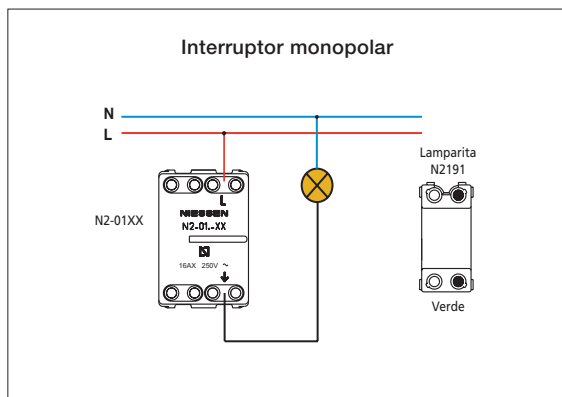 Interruptor monopolar
N
L
Lamparita
N2191
N2-01XX
L
NIESSEN
N2-01.-XX
16AX 250V ~
Verde